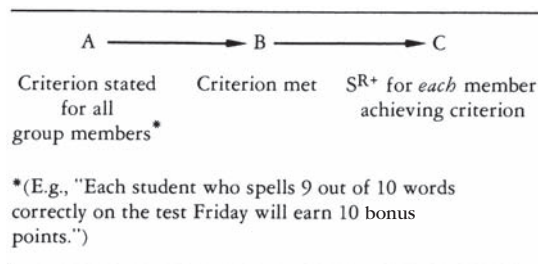 A B C
Criterion stated Criterion met SR+ for each member
for all achieving criterion
group members*
*(E.g., "Each student who spells 9 out of 10 words
correctly on the test Friday will earn 10 bonus
points.")